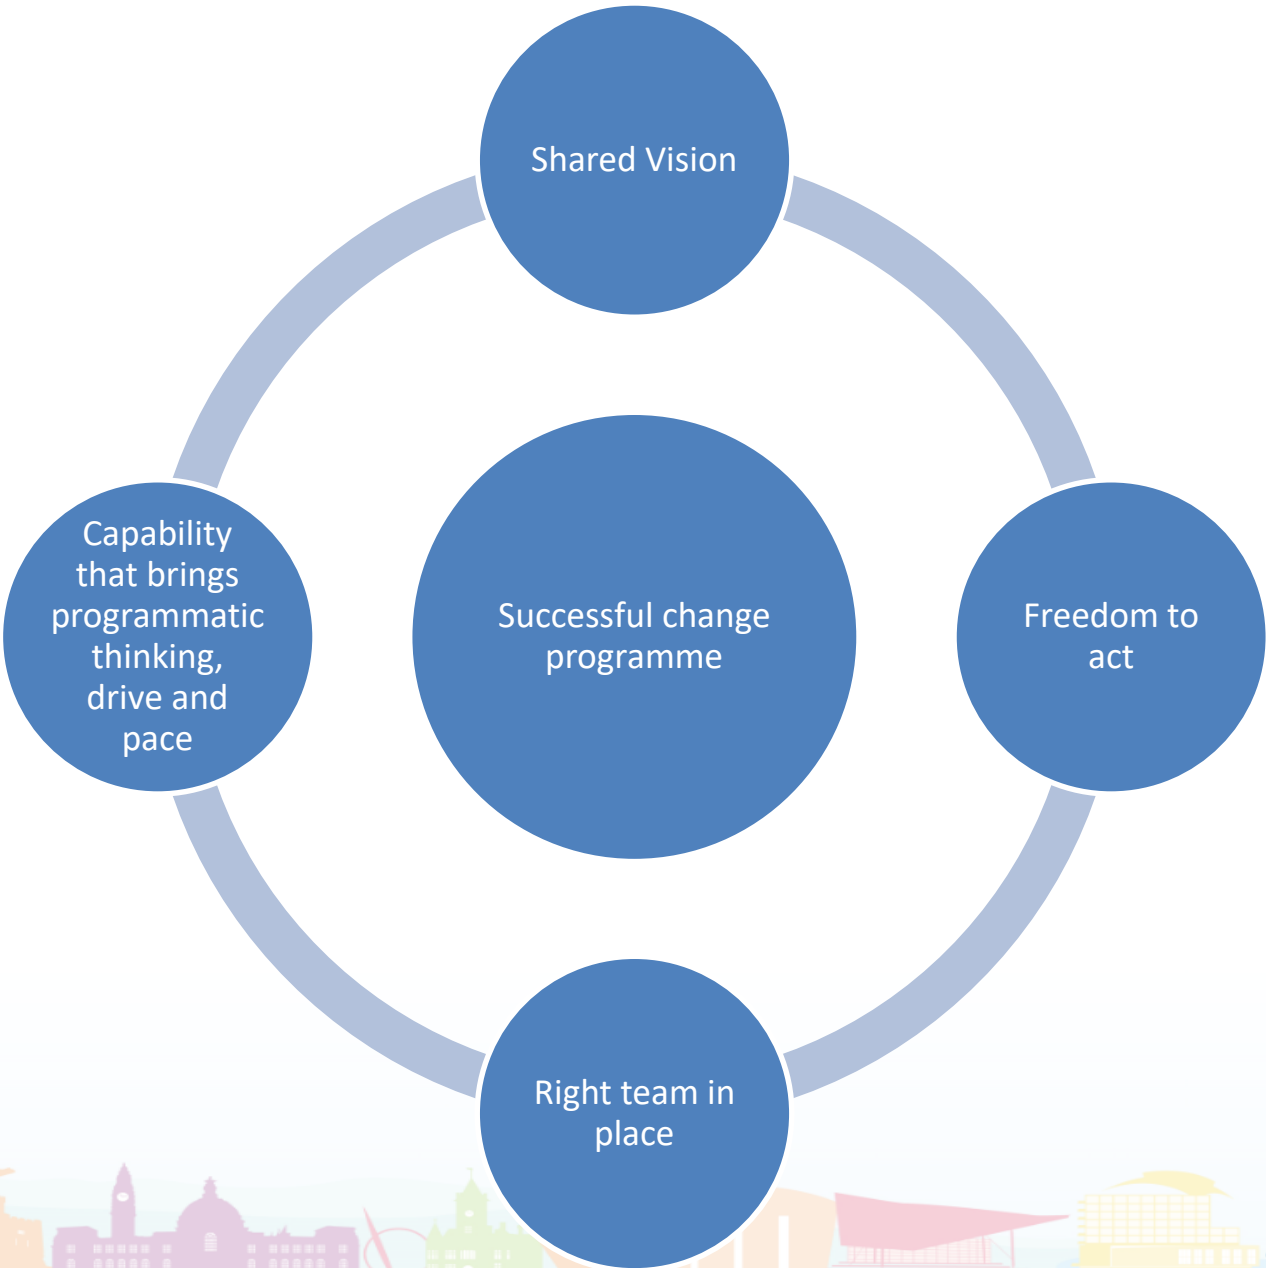 Shared Vision
Capability
that brings
programmatic
thinking,
drive and
pace
Successful change
programme
Freedom to
act
Right team in
place